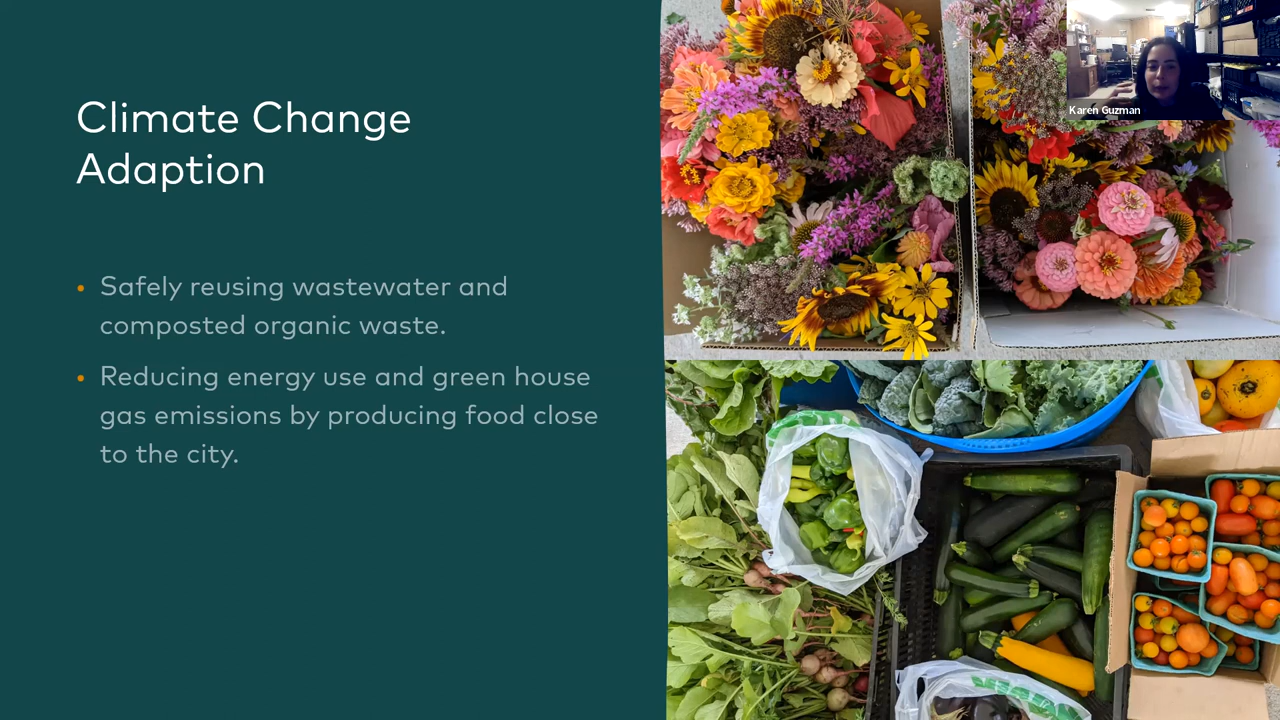 Climate Change
Adaption
Safely reusing wastewater and
composted organic waste.
Reducing energy use and green house
gas emissions by producing food close
to the city.
Karen Guzman